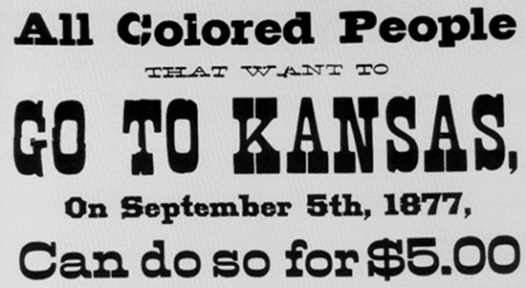 All Colored People
THAT WANT TO
GO TO KANSAS,
On September 5th, 1877,
Can do so for $5.00